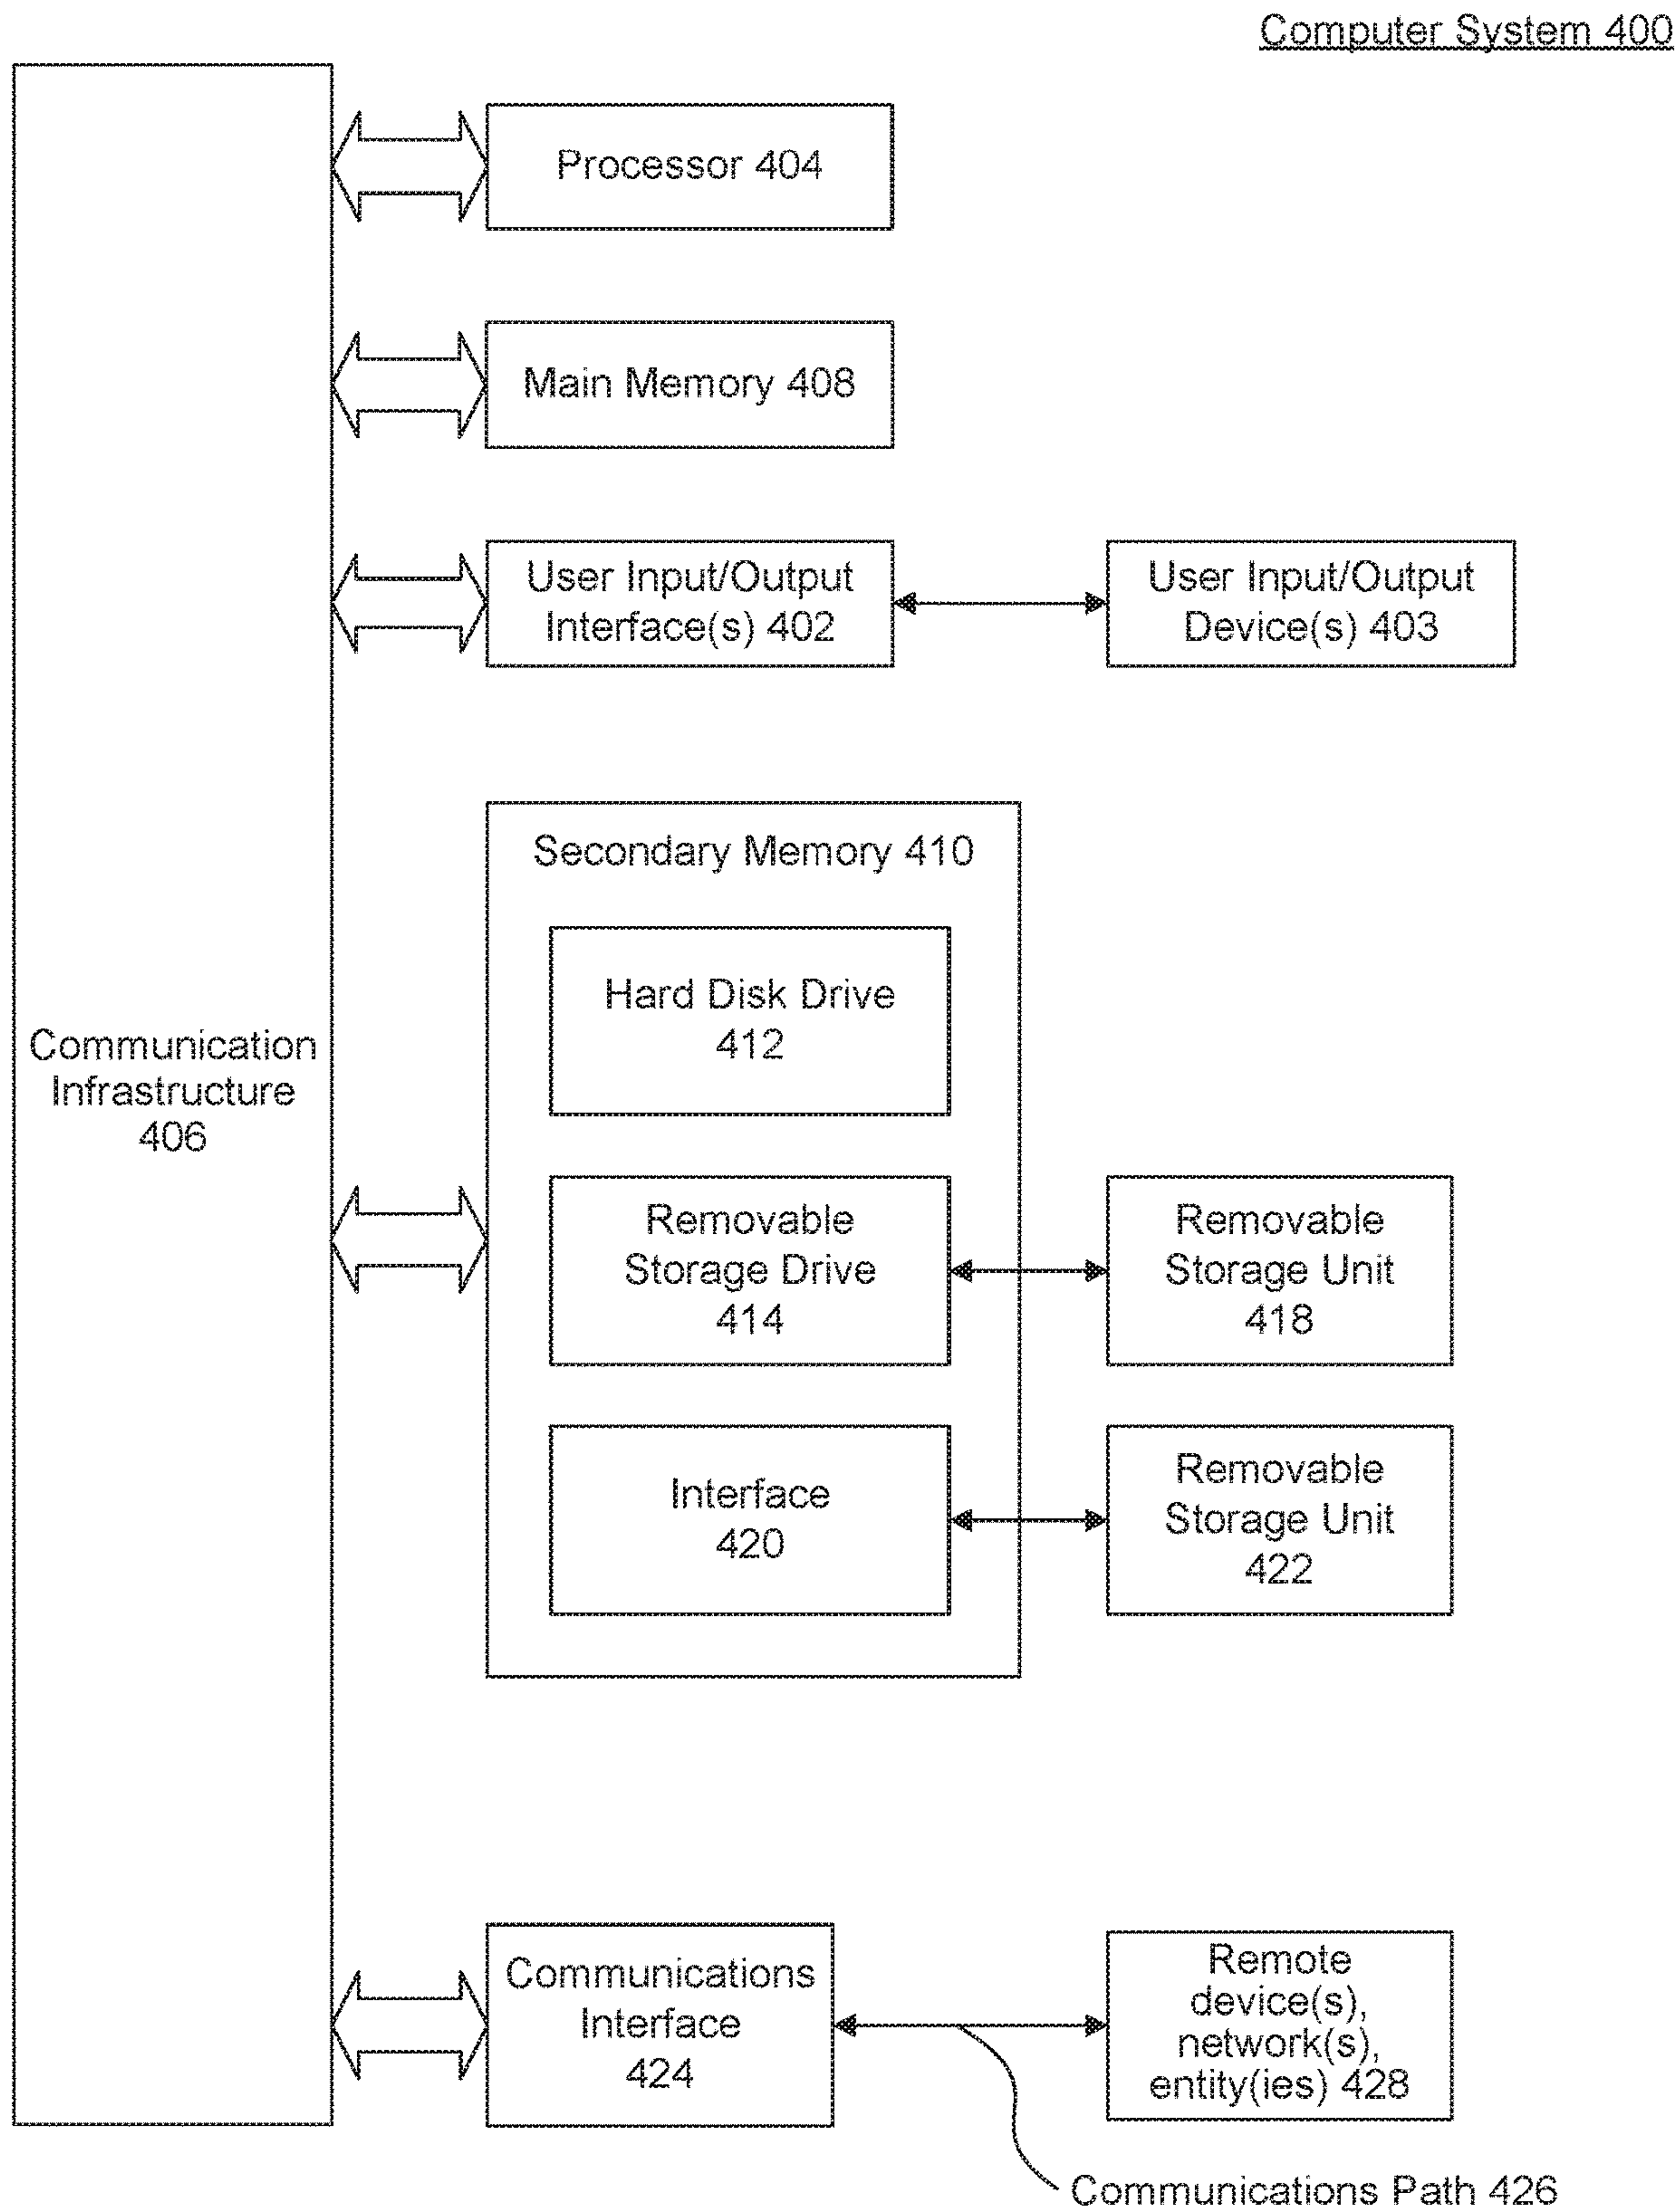 Computer System 400
Processor 404
Main Memory 408
User Input/Output
Interface(s) 402
User Input/Output
Device(s) 403
Secondary Memory 410
Hard Disk Drive
412
Communication
Infrastructure
406
Removable
Storage Drive
414
Removable
Storage Unit
418
Interface
420
Removable
Storage Unit
422
Communications
Interface
424
Remote
device(s),
network(s),
entity(ies) 428
Communications Path 426